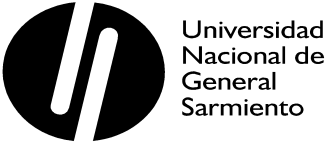 Universidad
Nacional de
General
Sarmiento